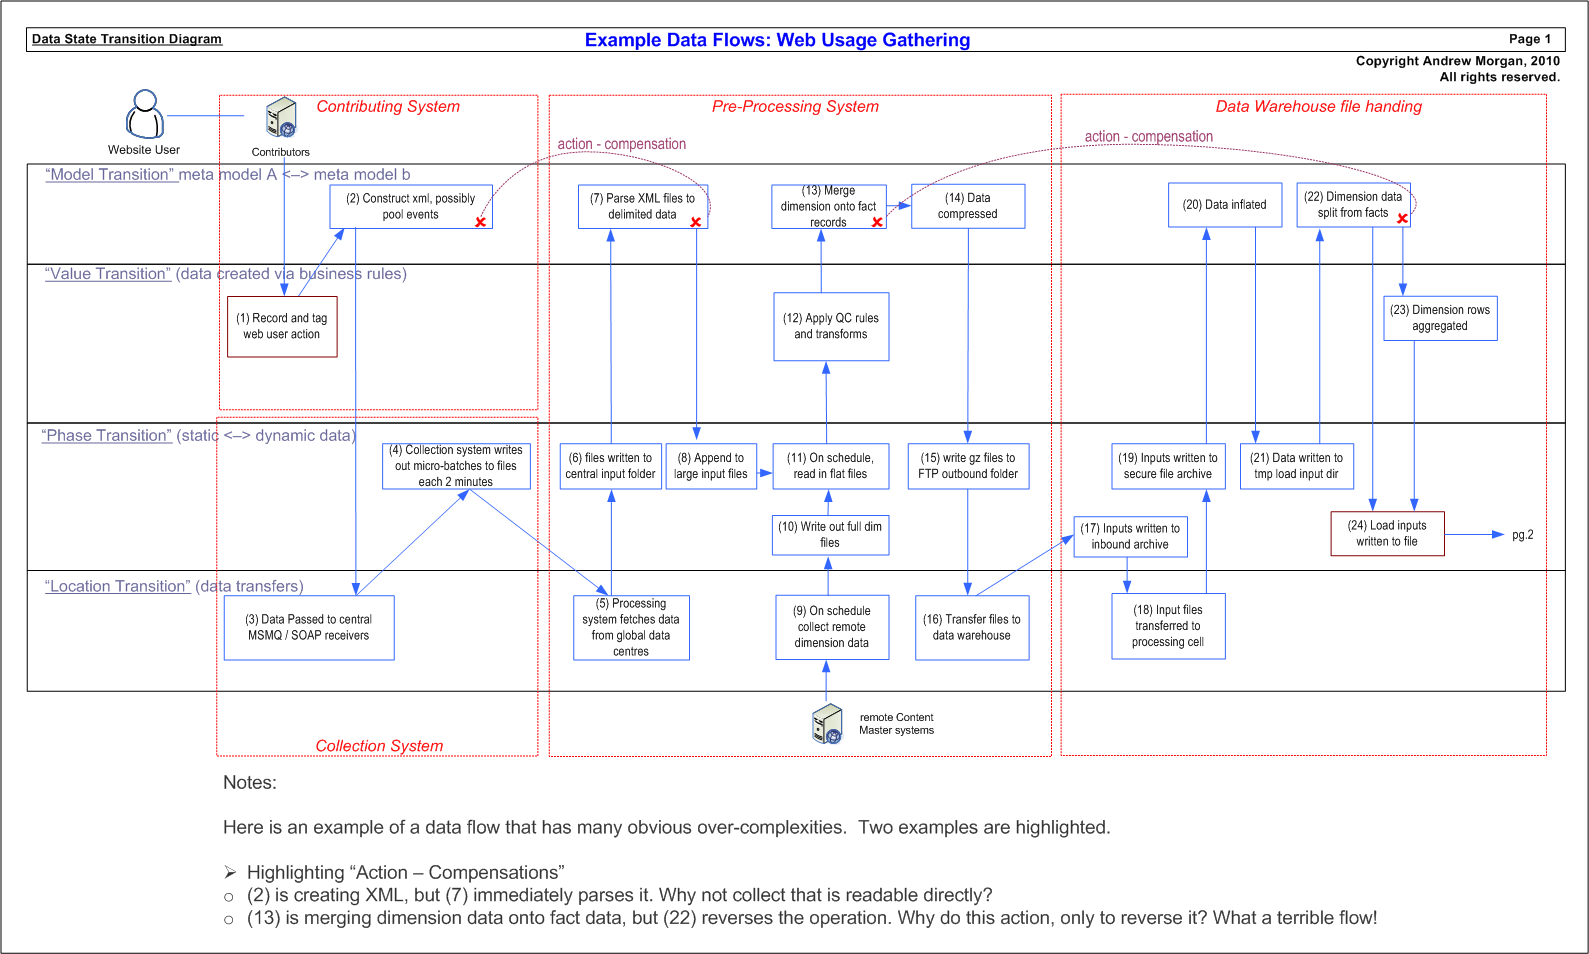 Data State Transition Diagram
Example Data Flows: Web Usage Gathering
Page 1
Copyright Andrew Morgan, 2010
All rights reserved.
Contributing System
Pre-Processing System
Data Warehouse file handing
Website User
Contributors
action - compensation
action - compensation
“Model Transition” meta model A <–> meta model b
(2) Construct xml, possibly
pool events
(7) Parse XML files to
delimited data
(13) Merge
dimension onto fact
records
(14) Data
compressed
(20) Data inflated
(22) Dimension data
split from facts
“Value Transition” (data created via business rules)
(1) Record and tag
web user action
(12) Apply QC rules
and transforms
(23) Dimension rows
aggregated
“Phase Transition” (static <–> dynamic data)
(4) Collection system writes
out micro-batches to files
each 2 minutes
(6) files written to
central input folder
(8) Append to
large input files
(11) On schedule,
read in flat files
(15) write gz files to
FTP outbound folder
(19) Inputs written to
secure file archive
(21) Data written to
tmp load input dir
(10) Write out full dim
files
(17) Inputs written to
inbound archive
(24) Load inputs
written to file
pg.2
“Location Transition” (data transfers)
(3) Data Passed to central
MSMQ / SOAP receivers
(5) Processing
system fetches data
from global data
centres
(9) On schedule
collect remote
dimension data
(16) Transfer files to
data warehouse
(18) Input files
transferred to
processing cell
remote Content
Master systems
Collection System
Notes:
Here is an example of a data flow that has many obvious over-complexities.  Two examples are highlighted.
➢ Highlighting “Action – Compensations”
o (2) is creating XML, but (7) immediately parses it. Why not collect that is readable directly?
o (13) is merging dimension data onto fact data, but (22) reverses the operation. Why do this action, only to reverse it? What a terrible flow!